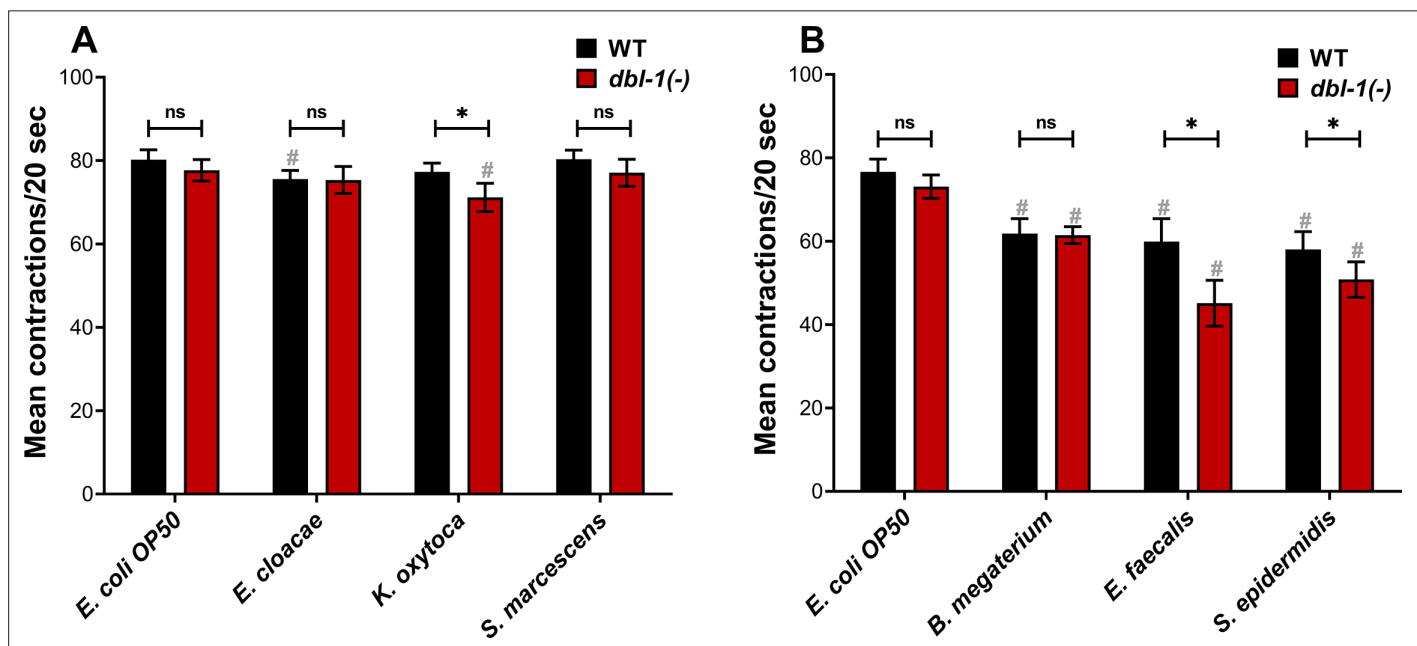 A
WT
dbl-1(-)
Mean contractions/20 sec
100
80
60
40
20
0
ns
ns
*
ns
#
#
E. coli OP50
E. cloacae
K. oxytoca
S. marcescens
B
WT
dbl-1(-)
Mean contractions/20 sec
100
80
60
40
20
0
ns
ns
*
*
#
#
#
#
#
#
E. coli OP50
B. megaterium
E. faecalis
S. epidermidis